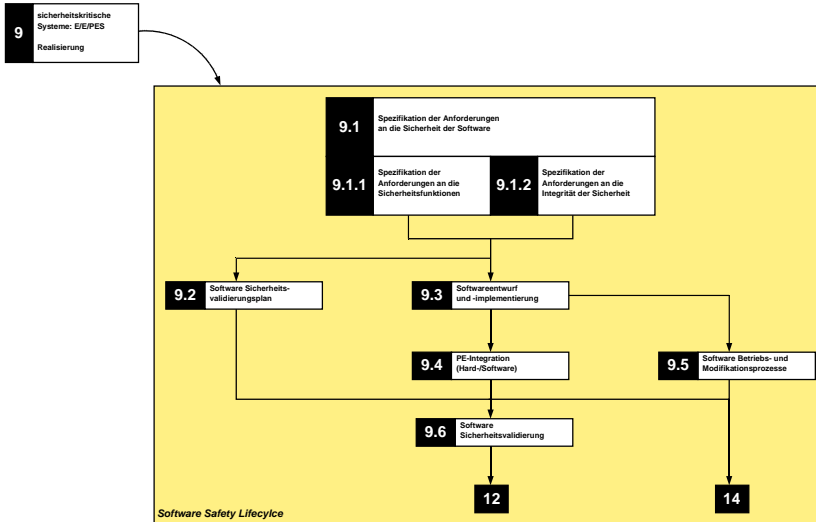 9
sicherheitskritische
Systeme: E/E/PES
Realisierung
9.1
Spezifikation der Anforderungen
an die Sicherheit der Software
9.1.1
Spezifikation der
Anforderungen an die
Sicherheitsfunktionen
9.1.2
Spezifikation der
Anforderungen an die
Integrität der Sicherheit
9.2
Software Sicherheits-
validierungsplan
9.3
Softwareentwurf
und -implementierung
9.4
PE-Integration
(Hard-/Software)
9.5
Software Betriebs- und
Modifikationsprozesse
9.6
Software
Sicherheitsvalidierung
12
14
Software Safety Lifecylce